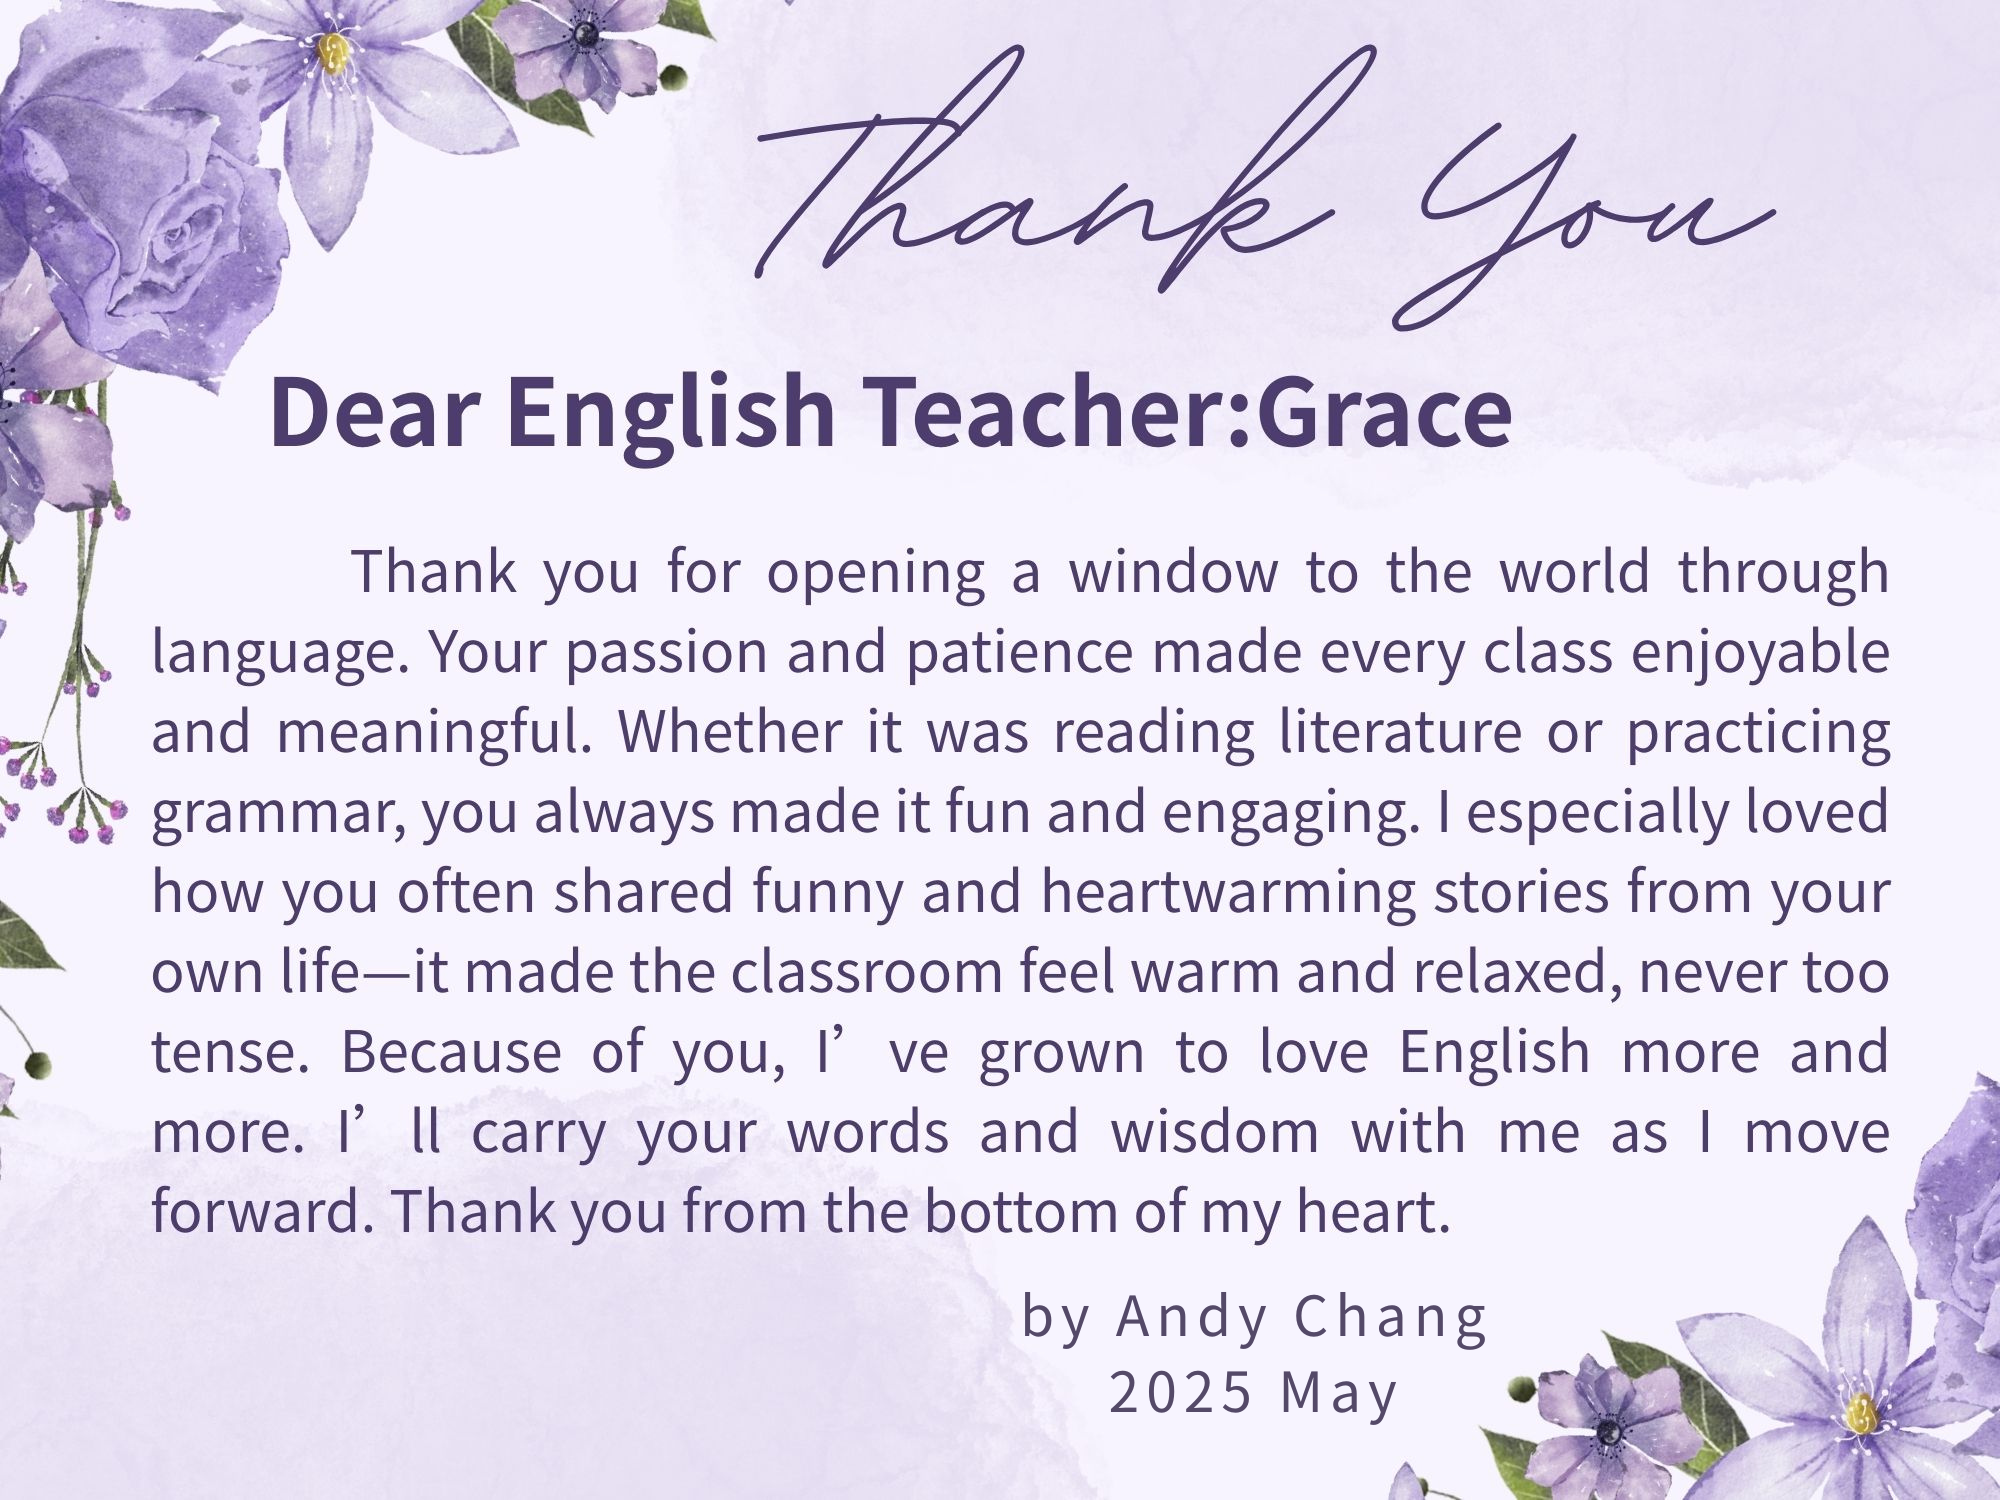 Thank You
Dear English Teacher:Grace
Thank you for opening a window to the world through
language. Your passion and patience made every class enjoyable
and meaningful. Whether it was reading literature or practicing
grammar, you always made it fun and engaging. I especially loved
how you often shared funny and heartwarming stories from your
own life—it made the classroom feel warm and relaxed, never too
tense. Because of you, I’ve grown to love English more and
more. I’ll carry your words and wisdom with me as I move
forward. Thank you from the bottom of my heart.
by Andy Chang
2025 May